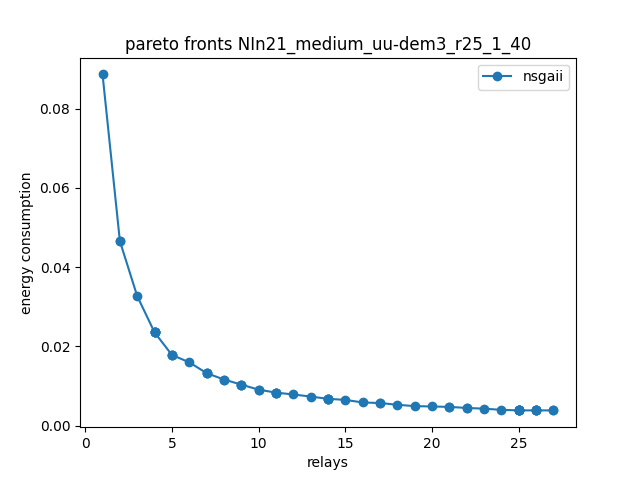 pareto fronts NIn21_medium_uu-dem3_r25_1_40
nsgaii
energy consumption
0.08
0.06
0.04
0.02
0.00
0 5 10 15 20 25
relays